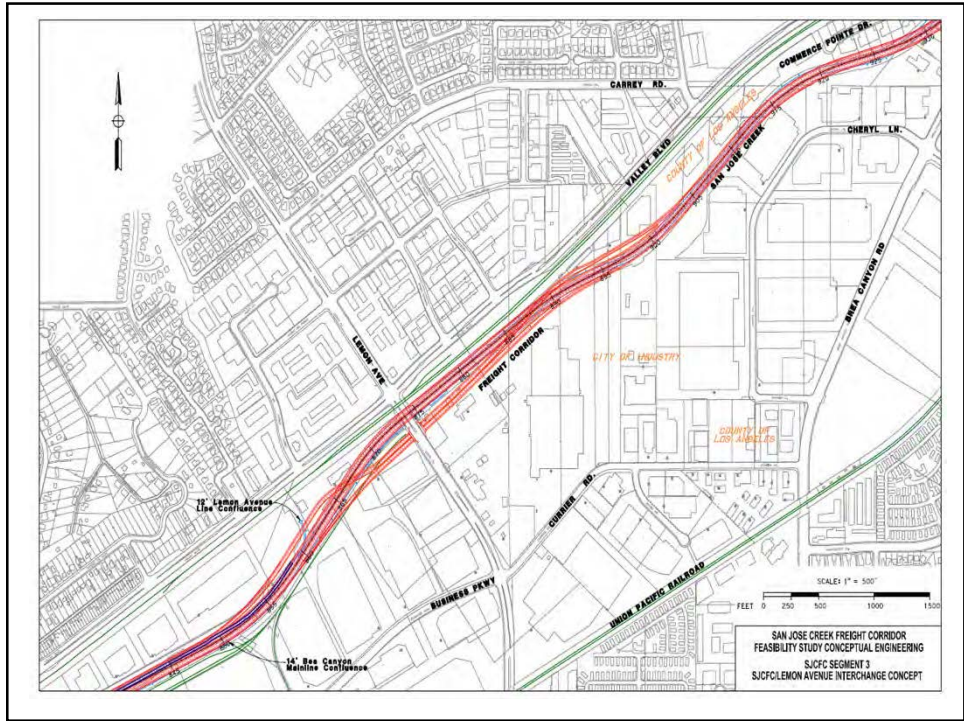 COMMERCE POINTE DR.
CARREY RD.
CHERYL LN.
VALLEY BLVD
COUNTY OF LOS ANGELES
SAN JOSE CREEK
BREA CANYON RD
LEMON AVE
FREIGHT CORRIDOR
CITY OF INDUSTRY
COUNTY OF
LOS ANGELES
12' Lemon Avenue
Line Confluence
CURRIER RD.
BUSINESS PKWY
UNION PACIFIC RAILROAD
14' Bea Canyon
Mainline Confluence
SCALE: 1" = 500'
FEET 0 250 500 1000 1500
SAN JOSE CREEK FREIGHT CORRIDOR
FEASIBILITY STUDY CONCEPTUAL ENGINEERING
SJCFC SEGMENT 3
SJCFC/LEMON AVENUE INTERCHANGE CONCEPT